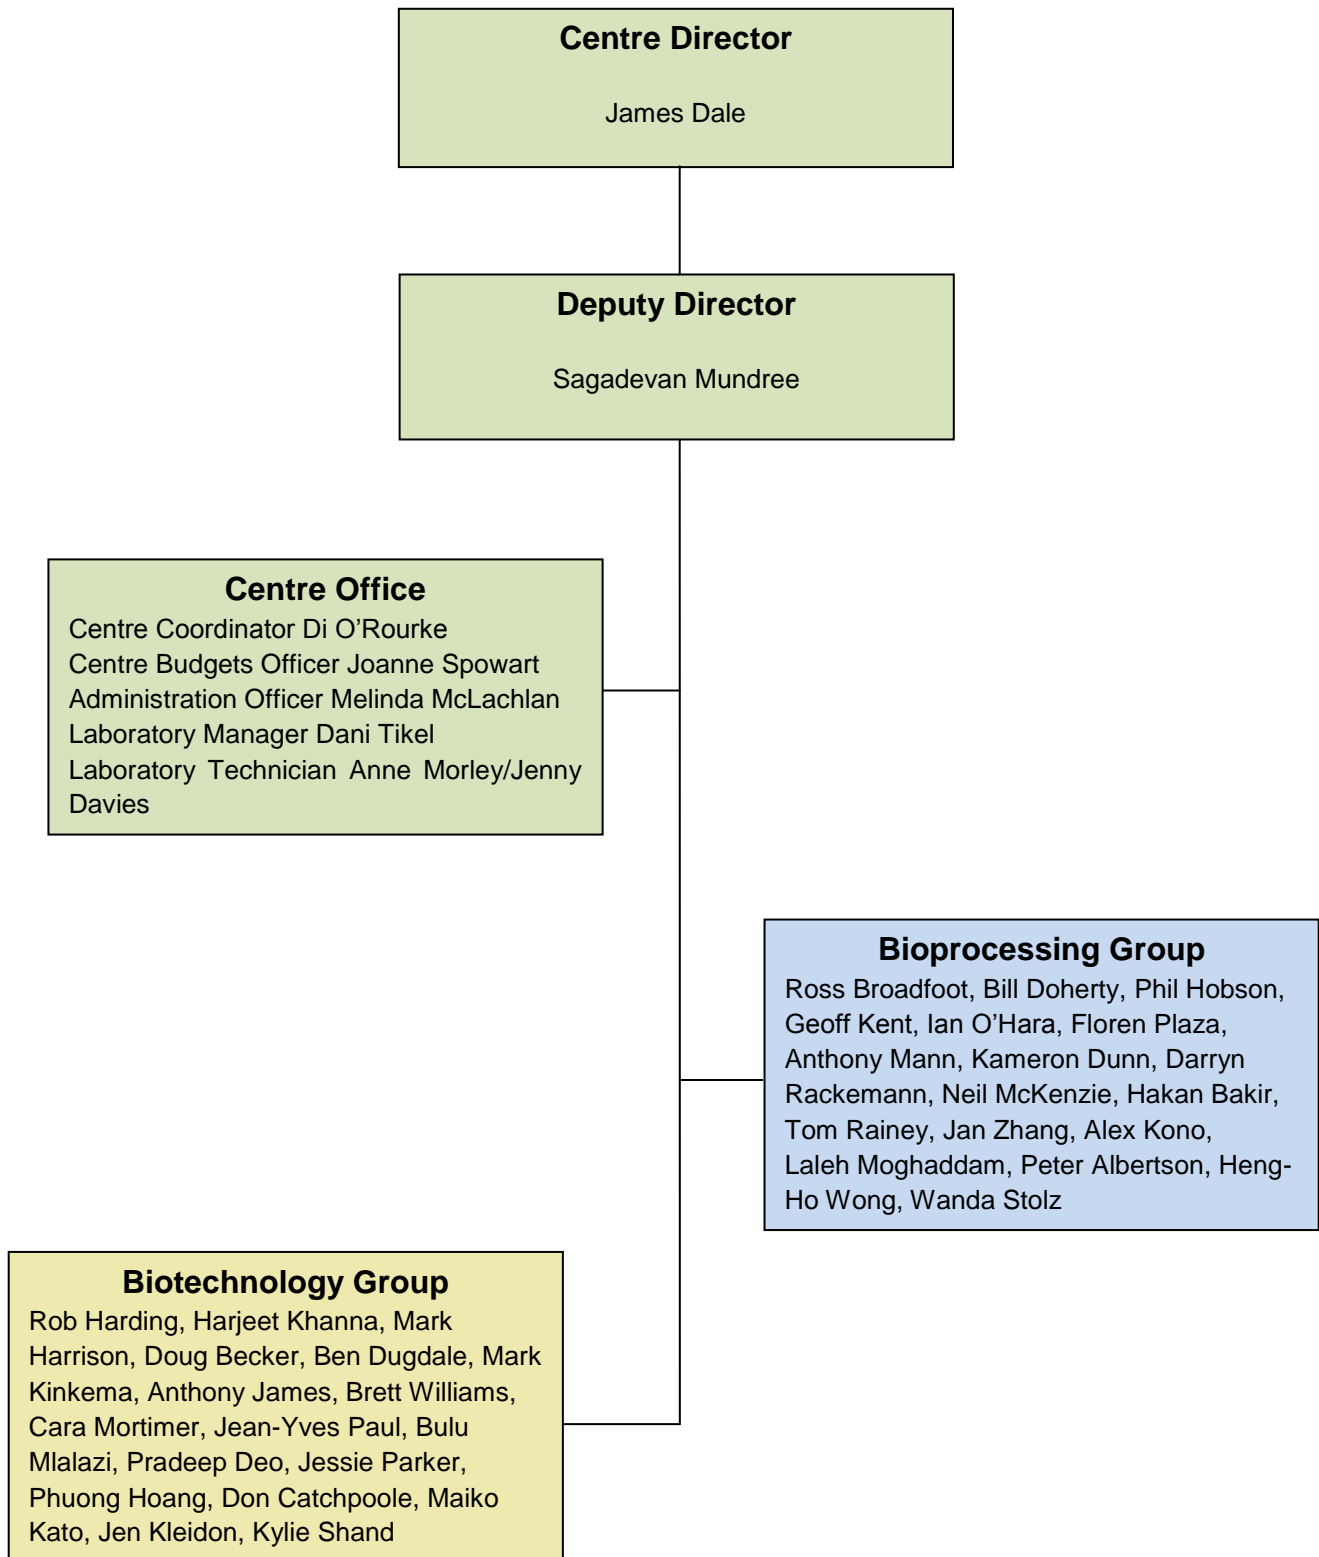 Centre Director
James Dale
Deputy Director
Sagadevan Mundree
Centre Office
Centre Coordinator Di O’Rourke
Centre Budgets Officer Joanne Spowart
Administration Officer Melinda McLachlan
Laboratory Manager Dani Tikel
Laboratory Technician Anne Morley/Jenny
Davies
Bioprocessing Group
Ross Broadfoot, Bill Doherty, Phil Hobson,
Geoff Kent, Ian O’Hara, Floren Plaza,
Anthony Mann, Kameron Dunn, Darryn
Rackemann, Neil McKenzie, Hakan Bakir,
Tom Rainey, Jan Zhang, Alex Kono,
Laleh Moghaddam, Peter Albertson, Heng-
Ho Wong, Wanda Stolz
Biotechnology Group
Rob Harding, Harjeet Khanna, Mark
Harrison, Doug Becker, Ben Dugdale, Mark
Kinkema, Anthony James, Brett Williams,
Cara Mortimer, Jean-Yves Paul, Bulu
Mlalazi, Pradeep Deo, Jessie Parker,
Phuong Hoang, Don Catchpoole, Maiko
Kato, Jen Kleidon, Kylie Shand